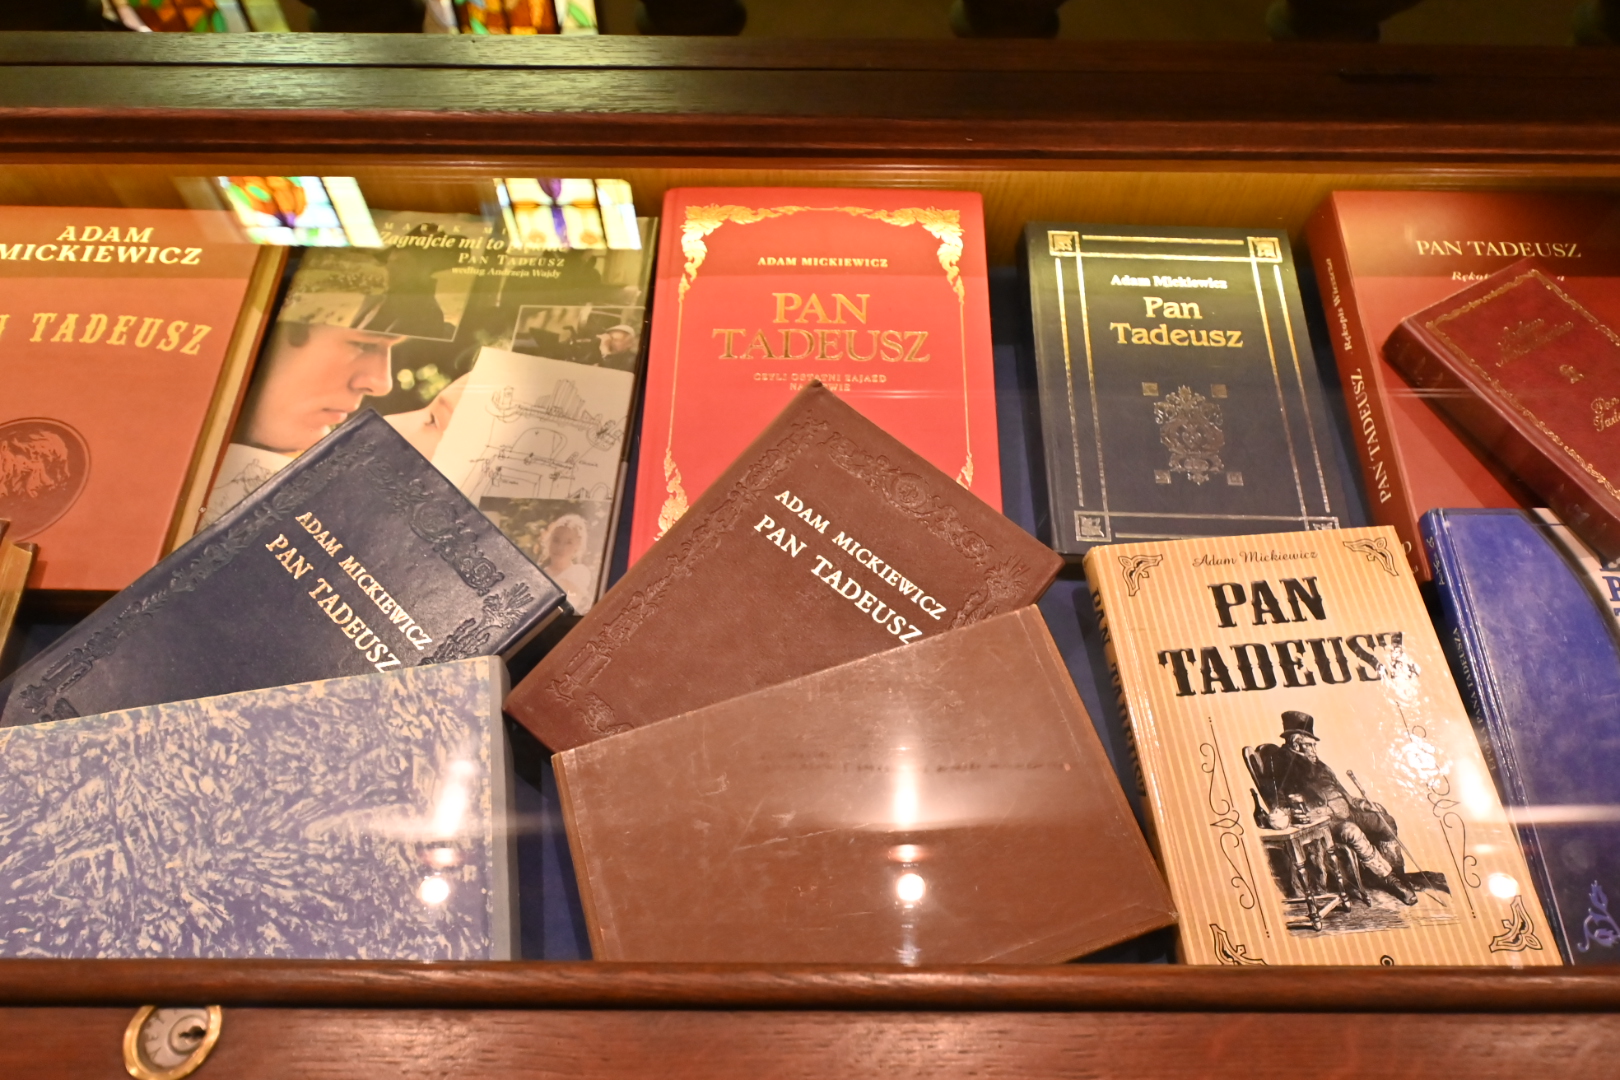 ADAM
MICKIEWICZ
TADEUSZ
Zagrajcie mi to
PAN TADEUSZ
według Andrzeja Wajdy
ADAM MICKIEWICZ
PAN
TADEUSZ
CZYLI OSTATNI ZAJAZD
Adam Mickiewicz
Pan
Tadeusz
PAN TADEUSZ
PAN TADEUSZ
ADAM MICKIEWICZ
PAN TADEUSZ
ADAM MICKIEWICZ
PAN TADEUSZ
Adam Mickiewicz
PAN
TADEUSZ